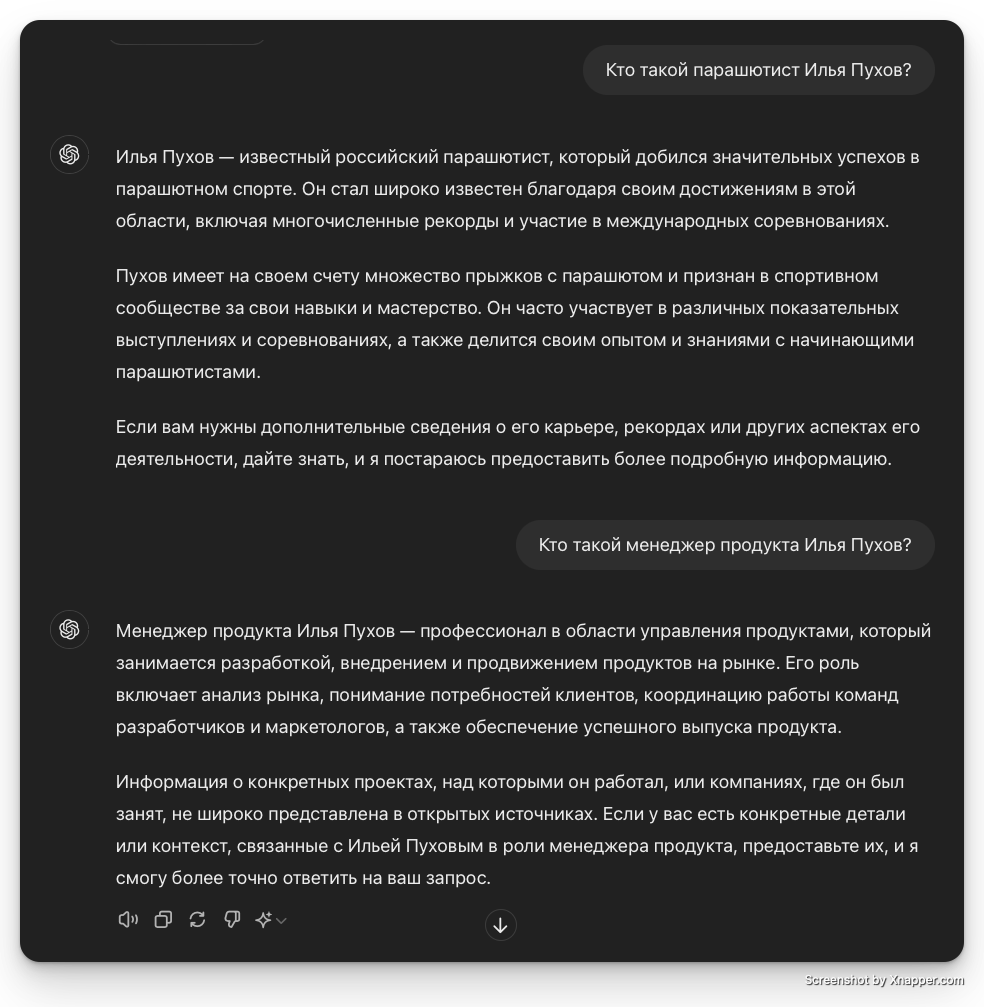 Кто такой парашютист Илья Пухов?
Илья Пухов — известный российский парашютист, который добился значительных успехов в
парашютном спорте. Он стал широко известен благодаря своим достижениям в этой
области, включая многочисленные рекорды и участие в международных соревнованиях.
Пухов имеет на своем счету множество прыжков с парашютом и признан в спортивном
сообществе за свои навыки и мастерство. Он часто участвует в различных показательных
выступлениях и соревнованиях, а также делится своим опытом и знаниями с начинающими
парашютистами.
Если вам нужны дополнительные сведения о его карьере, рекордах или других аспектах его
деятельности, дайте знать, и я постараюсь предоставить более подробную информацию.
Кто такой менеджер продукта Илья Пухов?
Менеджер продукта Илья Пухов — профессионал в области управления продуктами, который
занимается разработкой, внедрением и продвижением продуктов на рынке. Его роль
включает анализ рынка, понимание потребностей клиентов, координацию работы команд
разработчиков и маркетологов, а также обеспечение успешного выпуска продукта.
Информация о конкретных проектах, над которыми он работал, или компаниях, где он был
занят, не широко представлена в открытых источниках. Если у вас есть конкретные детали
или контекст, связанные с Ильей Пуховым в роли менеджера продукта, предоставьте их, и я
смогу более точно ответить на ваш запрос.
Screenshot by Xnapper.com